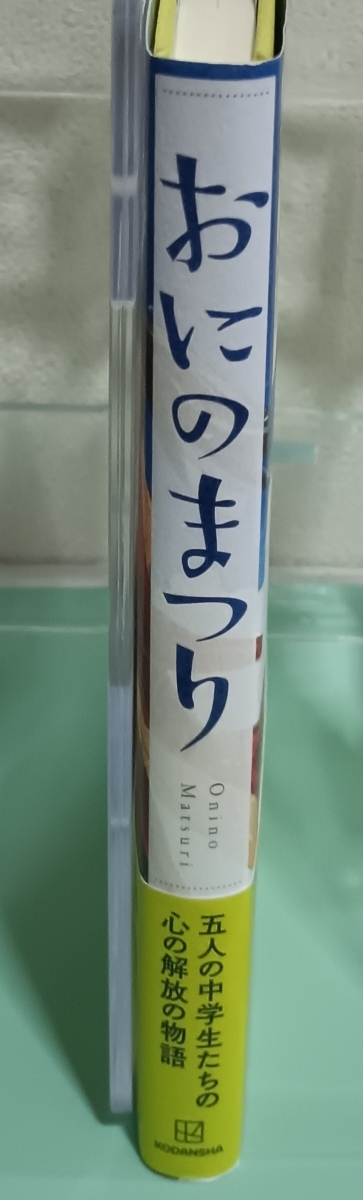 おにのまつり
Onino
Matsuri
五人の中学生たちの
心の解放の物語
KODANSHA